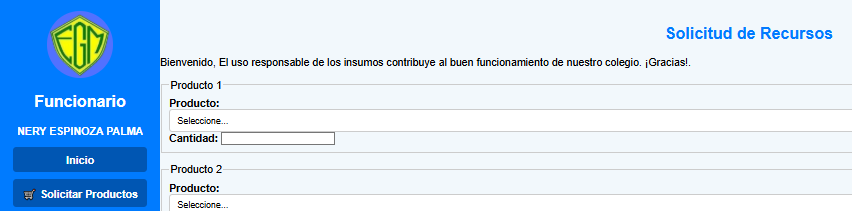 EGM
Funcionario
NERY ESPINOZA PALMA
Inicio
Solicitar Productos
Solicitud de Recursos
Bienvenido, El uso responsable de los insumos contribuye al buen funcionamiento de nuestro colegio. ¡Gracias!.
Producto 1
Producto:
Seleccione...
Cantidad:
Producto 2
Producto:
Seleccione...